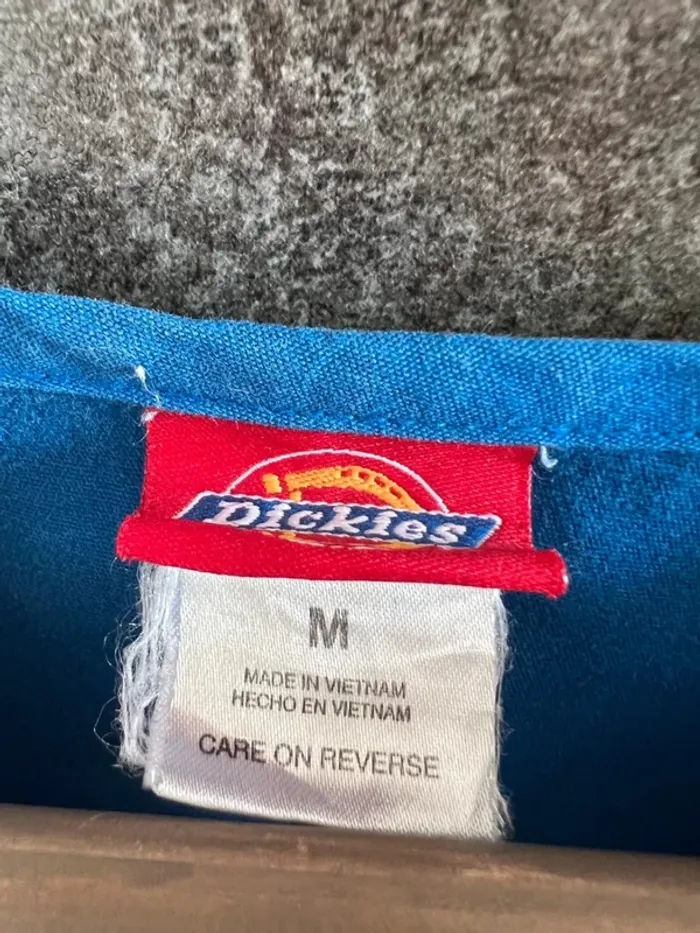 Dickies
M
MADE IN VIETNAM
HECHO EN VIETNAM
CARE ON REVERSE